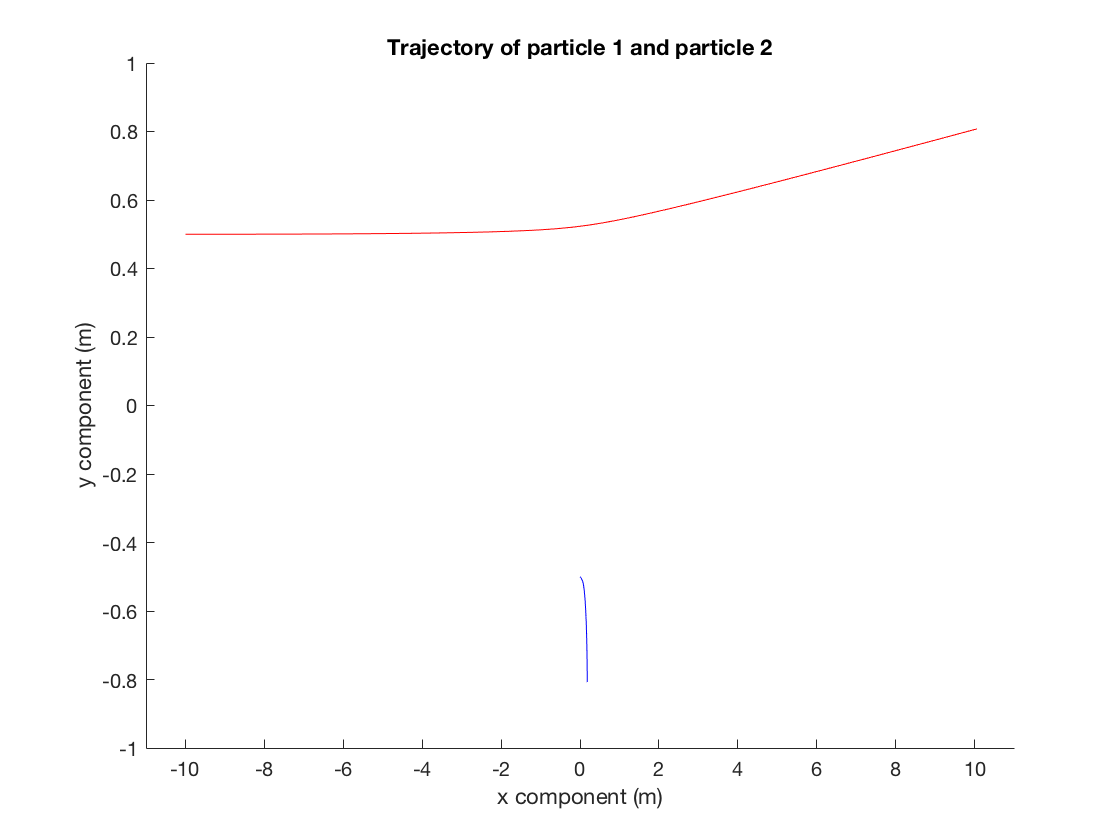 Trajectory of particle 1 and particle 2
1
0.8
0.6
0.4
0.2
0
-0.2
-0.4
-0.6
-0.8
-1
y component (m)
-10 -8 -6 -4 -2 0 2 4 6 8 10
x component (m)